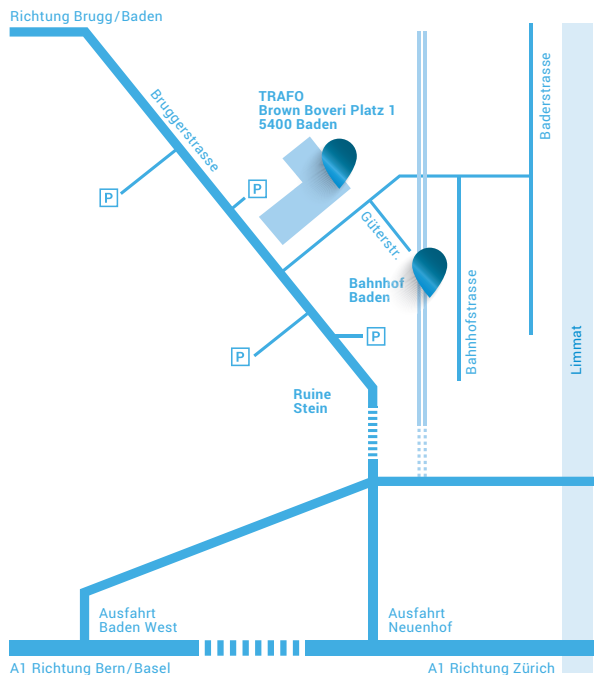 Richtung Brugg/Baden
Bruggerstrasse
TRAFO
Brown Boveri Platz 1
5400 Baden
Baderstrasse
P
P
Güterstr.
Bahnhof
Baden
Bahnhofstrasse
Limmat
P
P
Ruine
Stein
Ausfahrt
Baden West
Ausfahrt
Neuenhof
A1 Richtung Bern/Basel
A1 Richtung Zürich